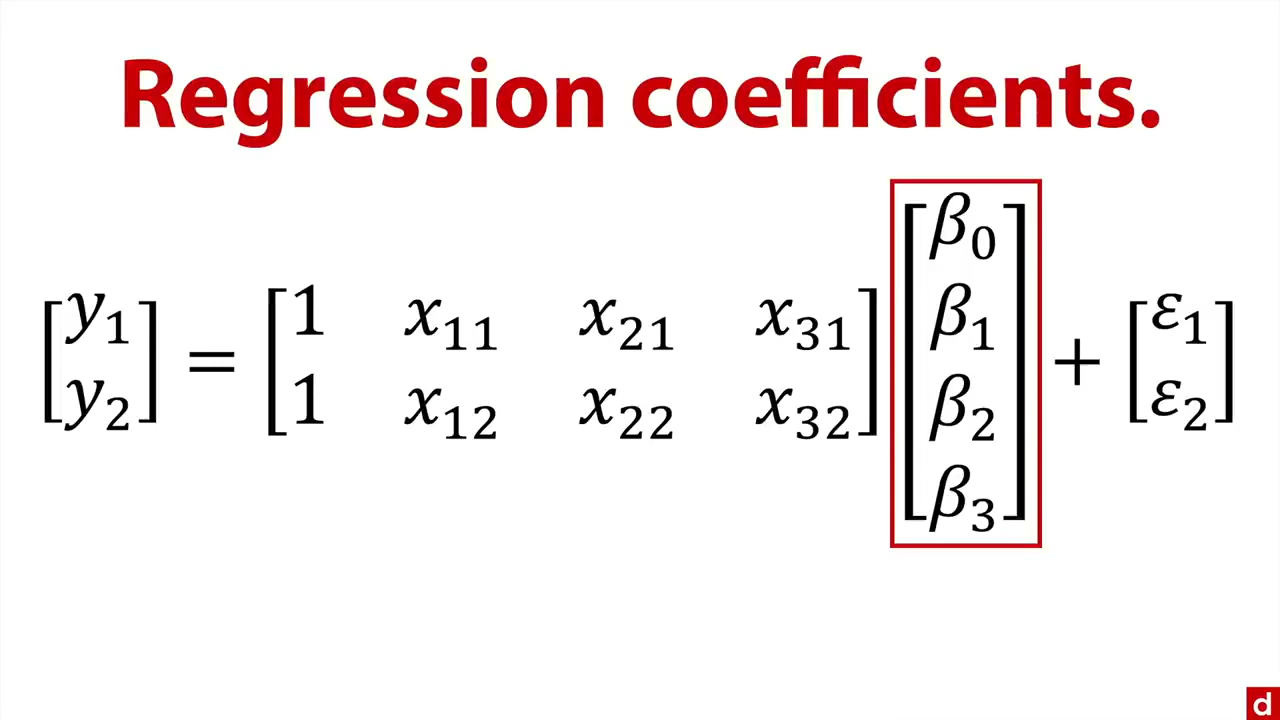 Regression coefficients.
[y₁ y₂] = [1 x₁₁ x₂₁ x₃₁; 1 x₁₂ x₂₂ x₃₂] [β₀ β₁ β₂ β₃] + [ε₁ ε₂]
d